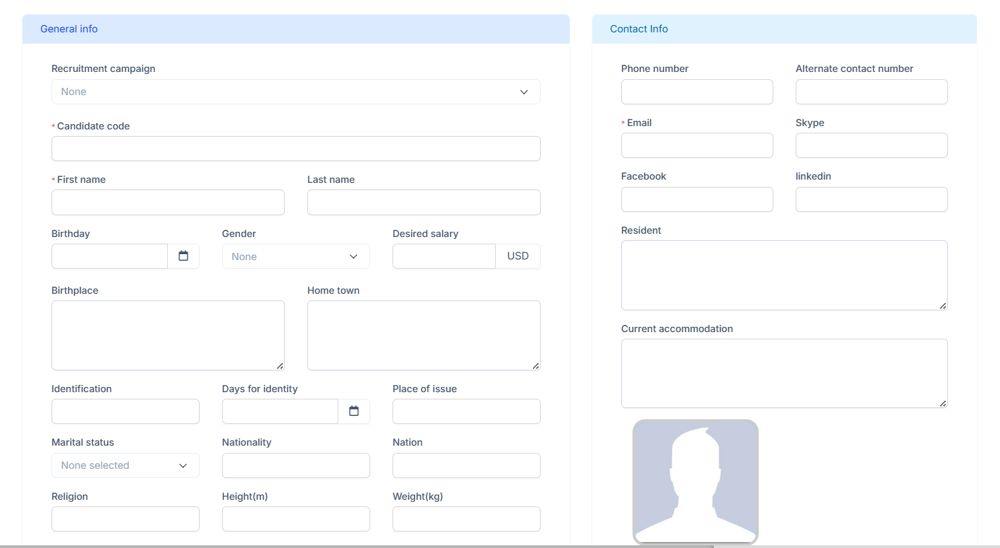 General info
Recruitment campaign
None
* Candidate code
* First name
Last name
Birthday
Gender
Desired salary
None
USD
Birthplace
Home town
Identification
Days for identity
Place of issue
Marital status
Nationality
Nation
None selected
Religion
Height(m)
Weight(kg)
Contact Info
Phone number
Alternate contact number
* Email
Skype
Facebook
linkedin
Resident
Current accommodation